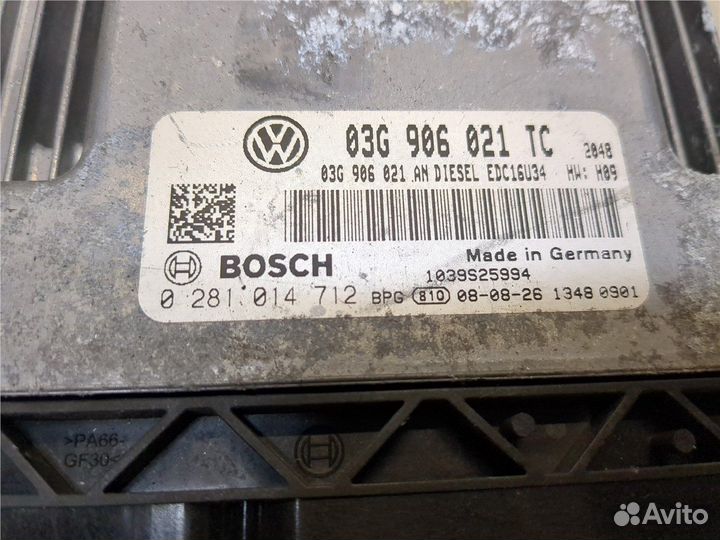 VW
03G 906 021 TC 2048
03G 906 021 AN DIESEL EDC16U34 HW: H09
BOSCH
Made in Germany
1039S25994
0 281 014 712 BPG 810 08-08-26 1348 0901
>PA66-
GF30<
Avito